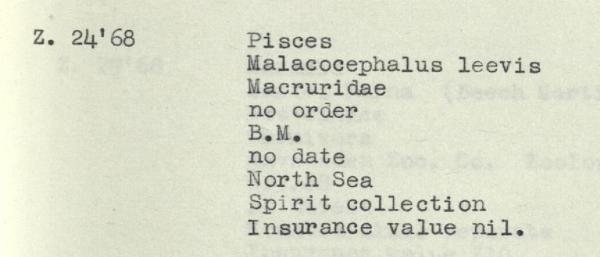 Z. 24'68 Pisces
Malacocephalus leevis
Macruridae
no order
B.M.
no date
North Sea
Spirit collection
Insurance value nil.